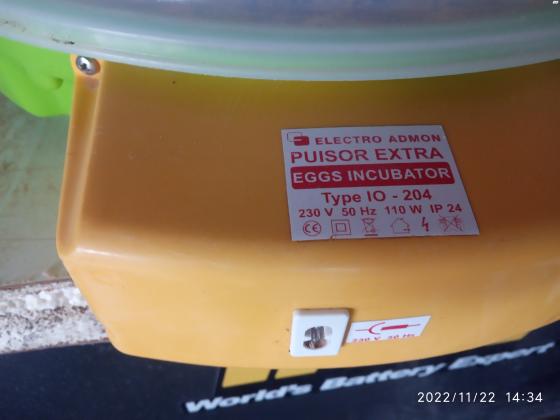 ELECTRO ADMON
PUISOR EXTRA
EGGS INCUBATOR
Type IO - 204
230 V 50 Hz 110 W IP 24
CE
230 V 50 Hz
World's Battery Expert
2022/11/22 14:34